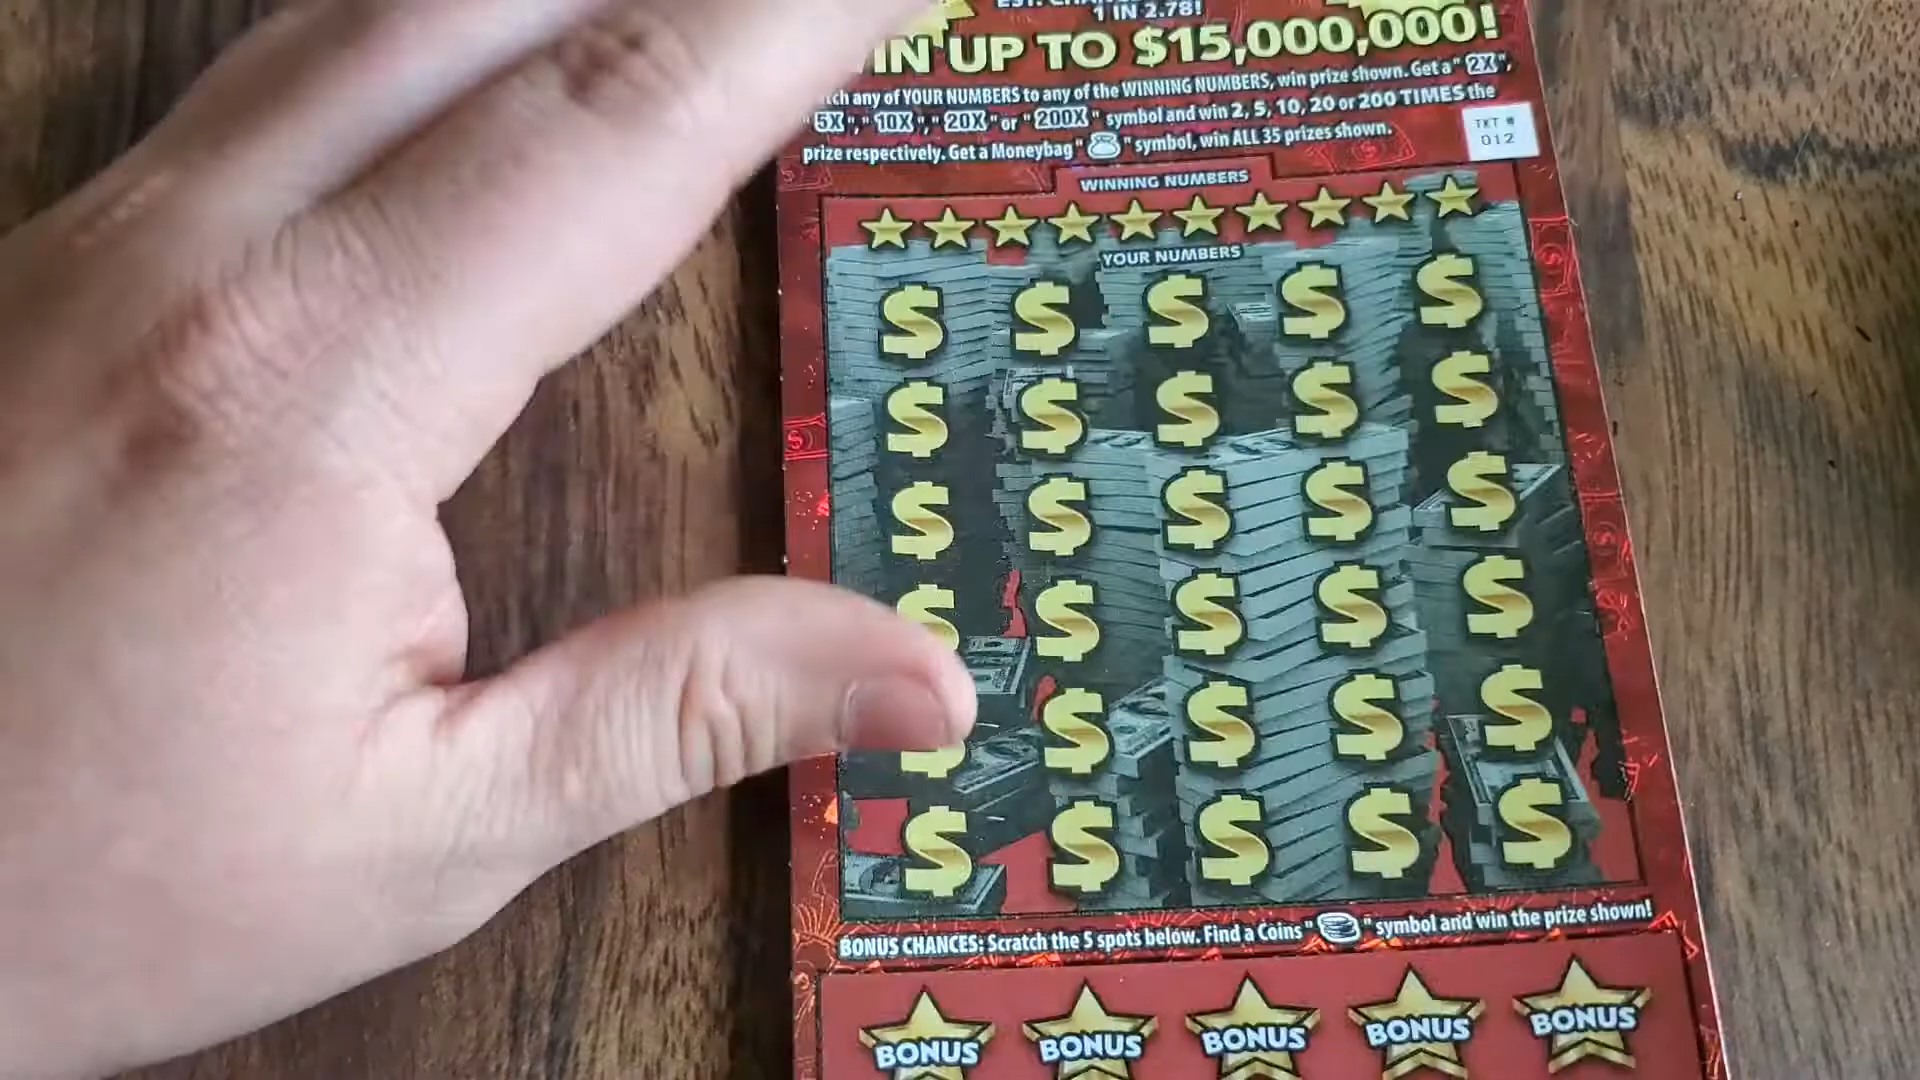 1 IN 2.78!
UP TO $15,000,000!
any of YOUR NUMBERS to any of the WINNING NUMBERS, win prize shown. Get a "2X",
"5X", "10X", "20X" or "200X" symbol and win 2, 5, 10, 20 or 200 TIMES the
prize respectively. Get a Moneybag " " symbol, win ALL 35 prizes shown.
TKT #
012
WINNING NUMBERS
YOUR NUMBERS
$ $ $ $ $
$ $ $ $ $
$ $ $ $ $
$ $ $ $ $
$ $ $ $ $
$ $ $ $ $
BONUS CHANCES: Scratch the 5 spots below. Find a Coins " " symbol and win the prize shown!
BONUS BONUS BONUS BONUS BONUS